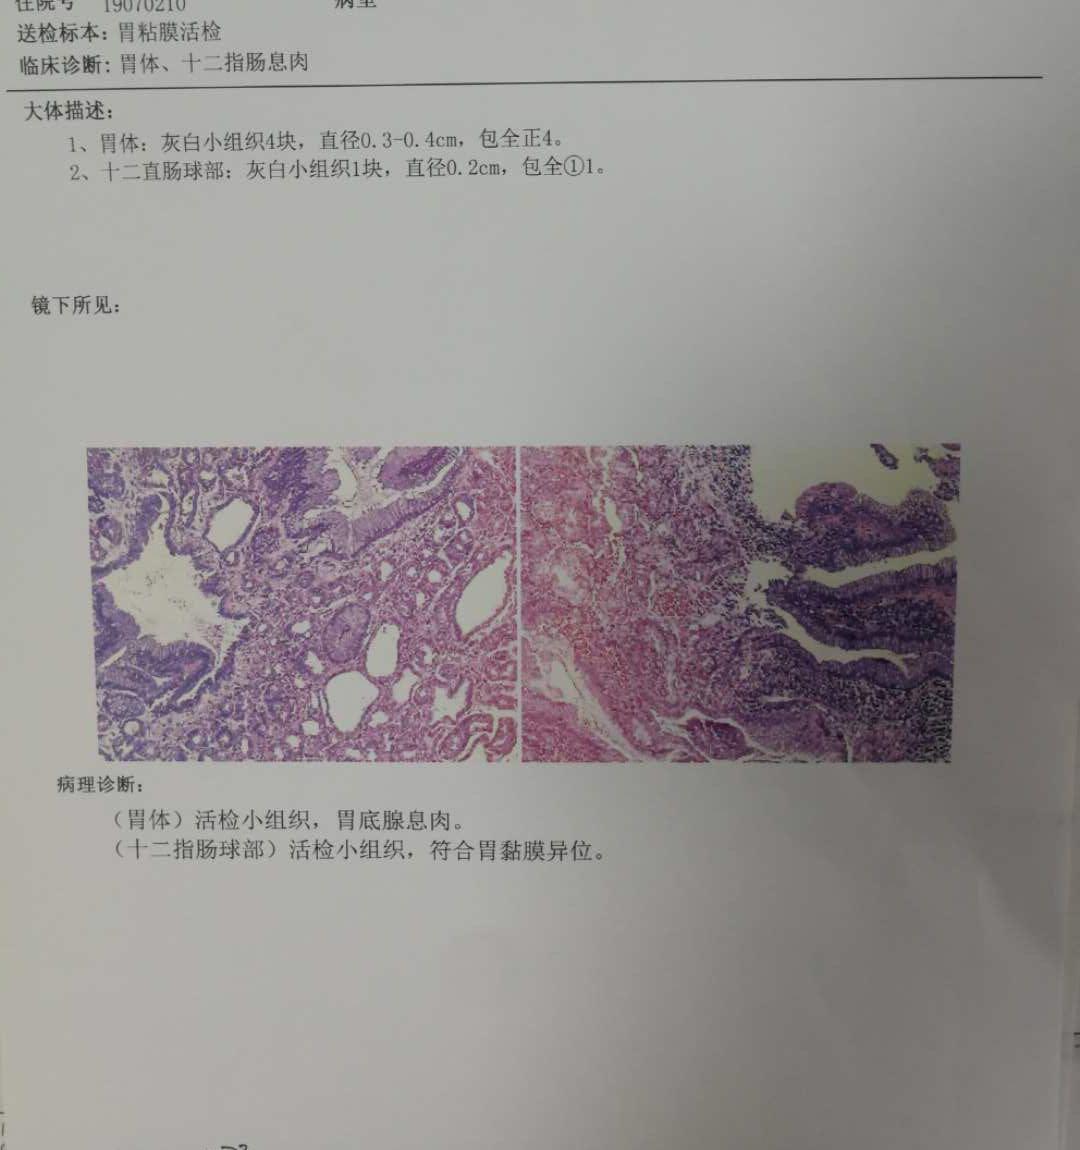 住院号 19070210 病室
送检标本：胃粘膜活检
临床诊断：胃体、十二指肠息肉
大体描述：
1、胃体：灰白小组织4块，直径0.3-0.4cm，包全正4。
2、十二直肠球部：灰白小组织1块，直径0.2cm，包全①1。
镜下所见：
病理诊断：
（胃体）活检小组织，胃底腺息肉。
（十二指肠球部）活检小组织，符合胃黏膜异位。